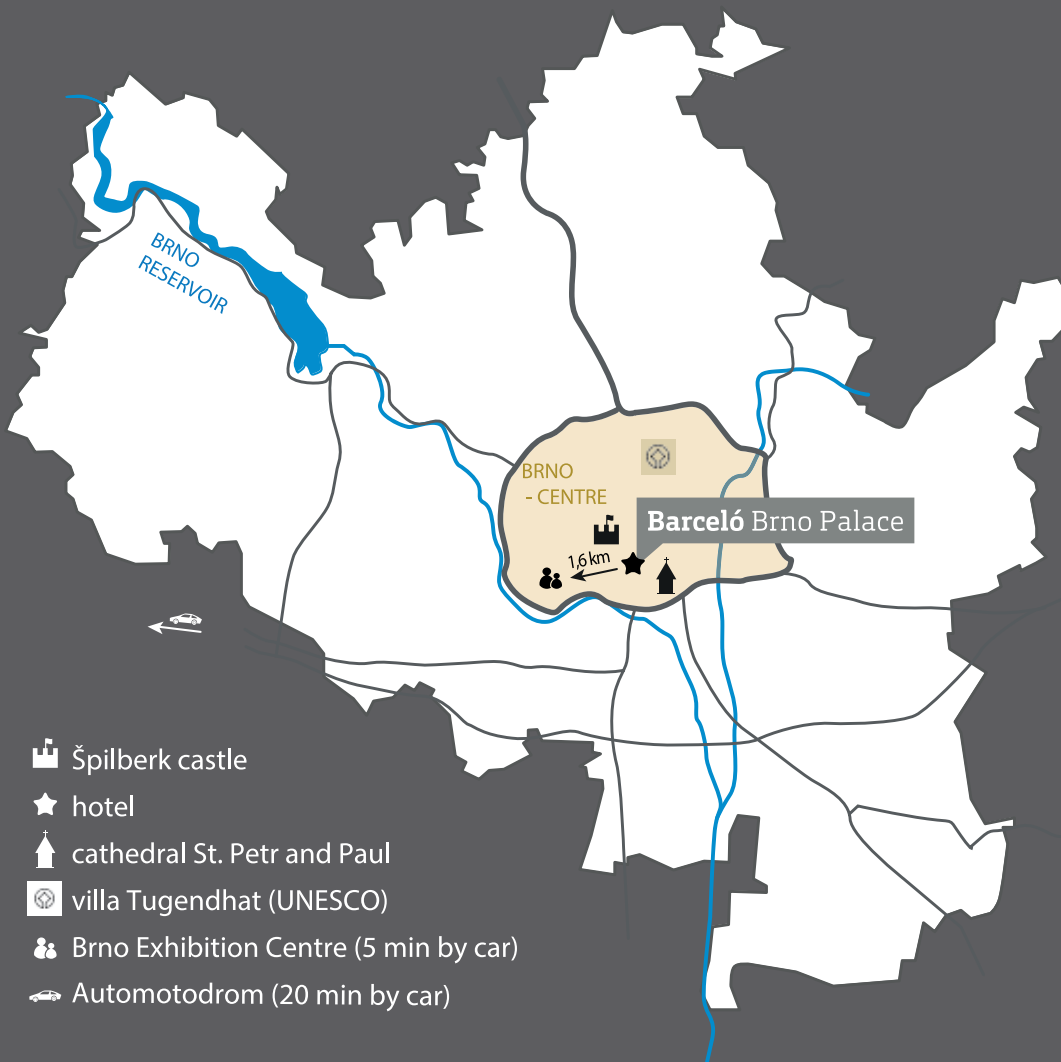 BRNO
RESERVOIR
BRNO
- CENTRE
Barceló Brno Palace
1,6 km
Špilberk castle
hotel
cathedral St. Petr and Paul
villa Tugendhat (UNESCO)
Brno Exhibition Centre (5 min by car)
Automotodrom (20 min by car)